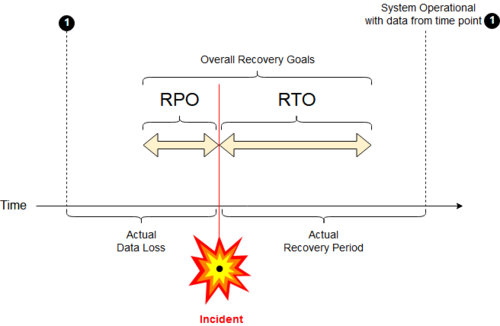 System Operational
with data from time point 1
1
Overall Recovery Goals
RPO
RTO
Time
Actual
Data Loss
Actual
Recovery Period
Incident